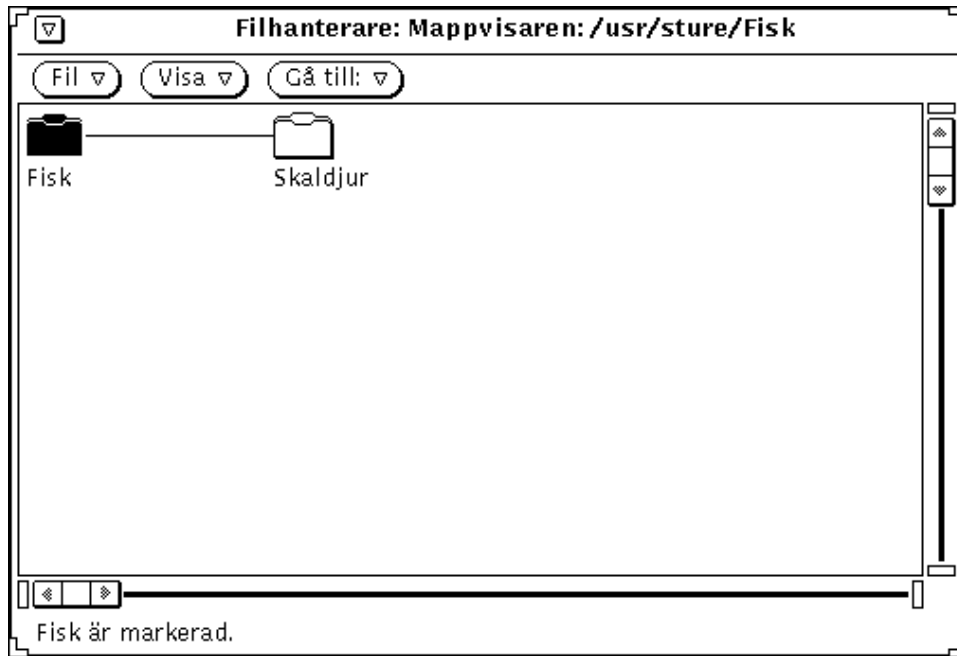 Filhanterare: Mappvisaren: /usr/sture/Fisk
Fil Visa Gå till:
Fisk Skaldjur
Fisk är markerad.